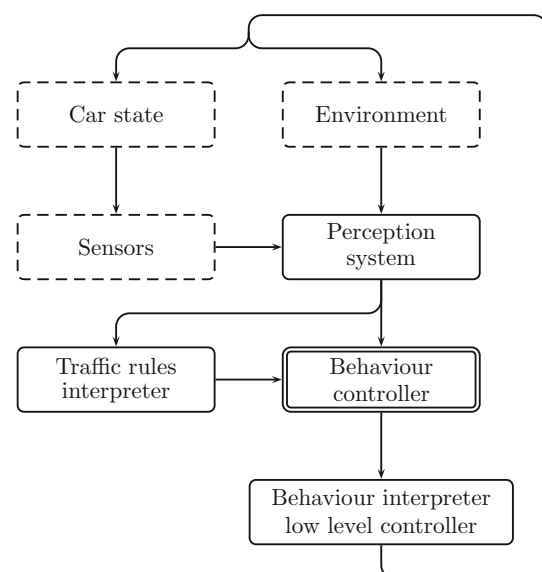 Car state
Environment
Sensors
Perception
system
Traffic rules
interpreter
Behaviour
controller
Behaviour interpreter
low level controller